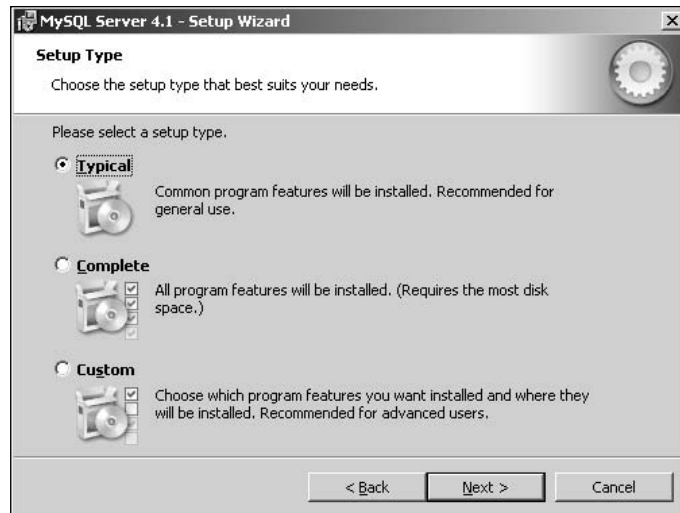 MySQL Server 4.1 - Setup Wizard
Setup Type
Choose the setup type that best suits your needs.
Please select a setup type.
Typical
Common program features will be installed. Recommended for
general use.
Complete
All program features will be installed. (Requires the most disk
space.)
Custom
Choose which program features you want installed and where they
will be installed. Recommended for advanced users.
< Back
Next >
Cancel